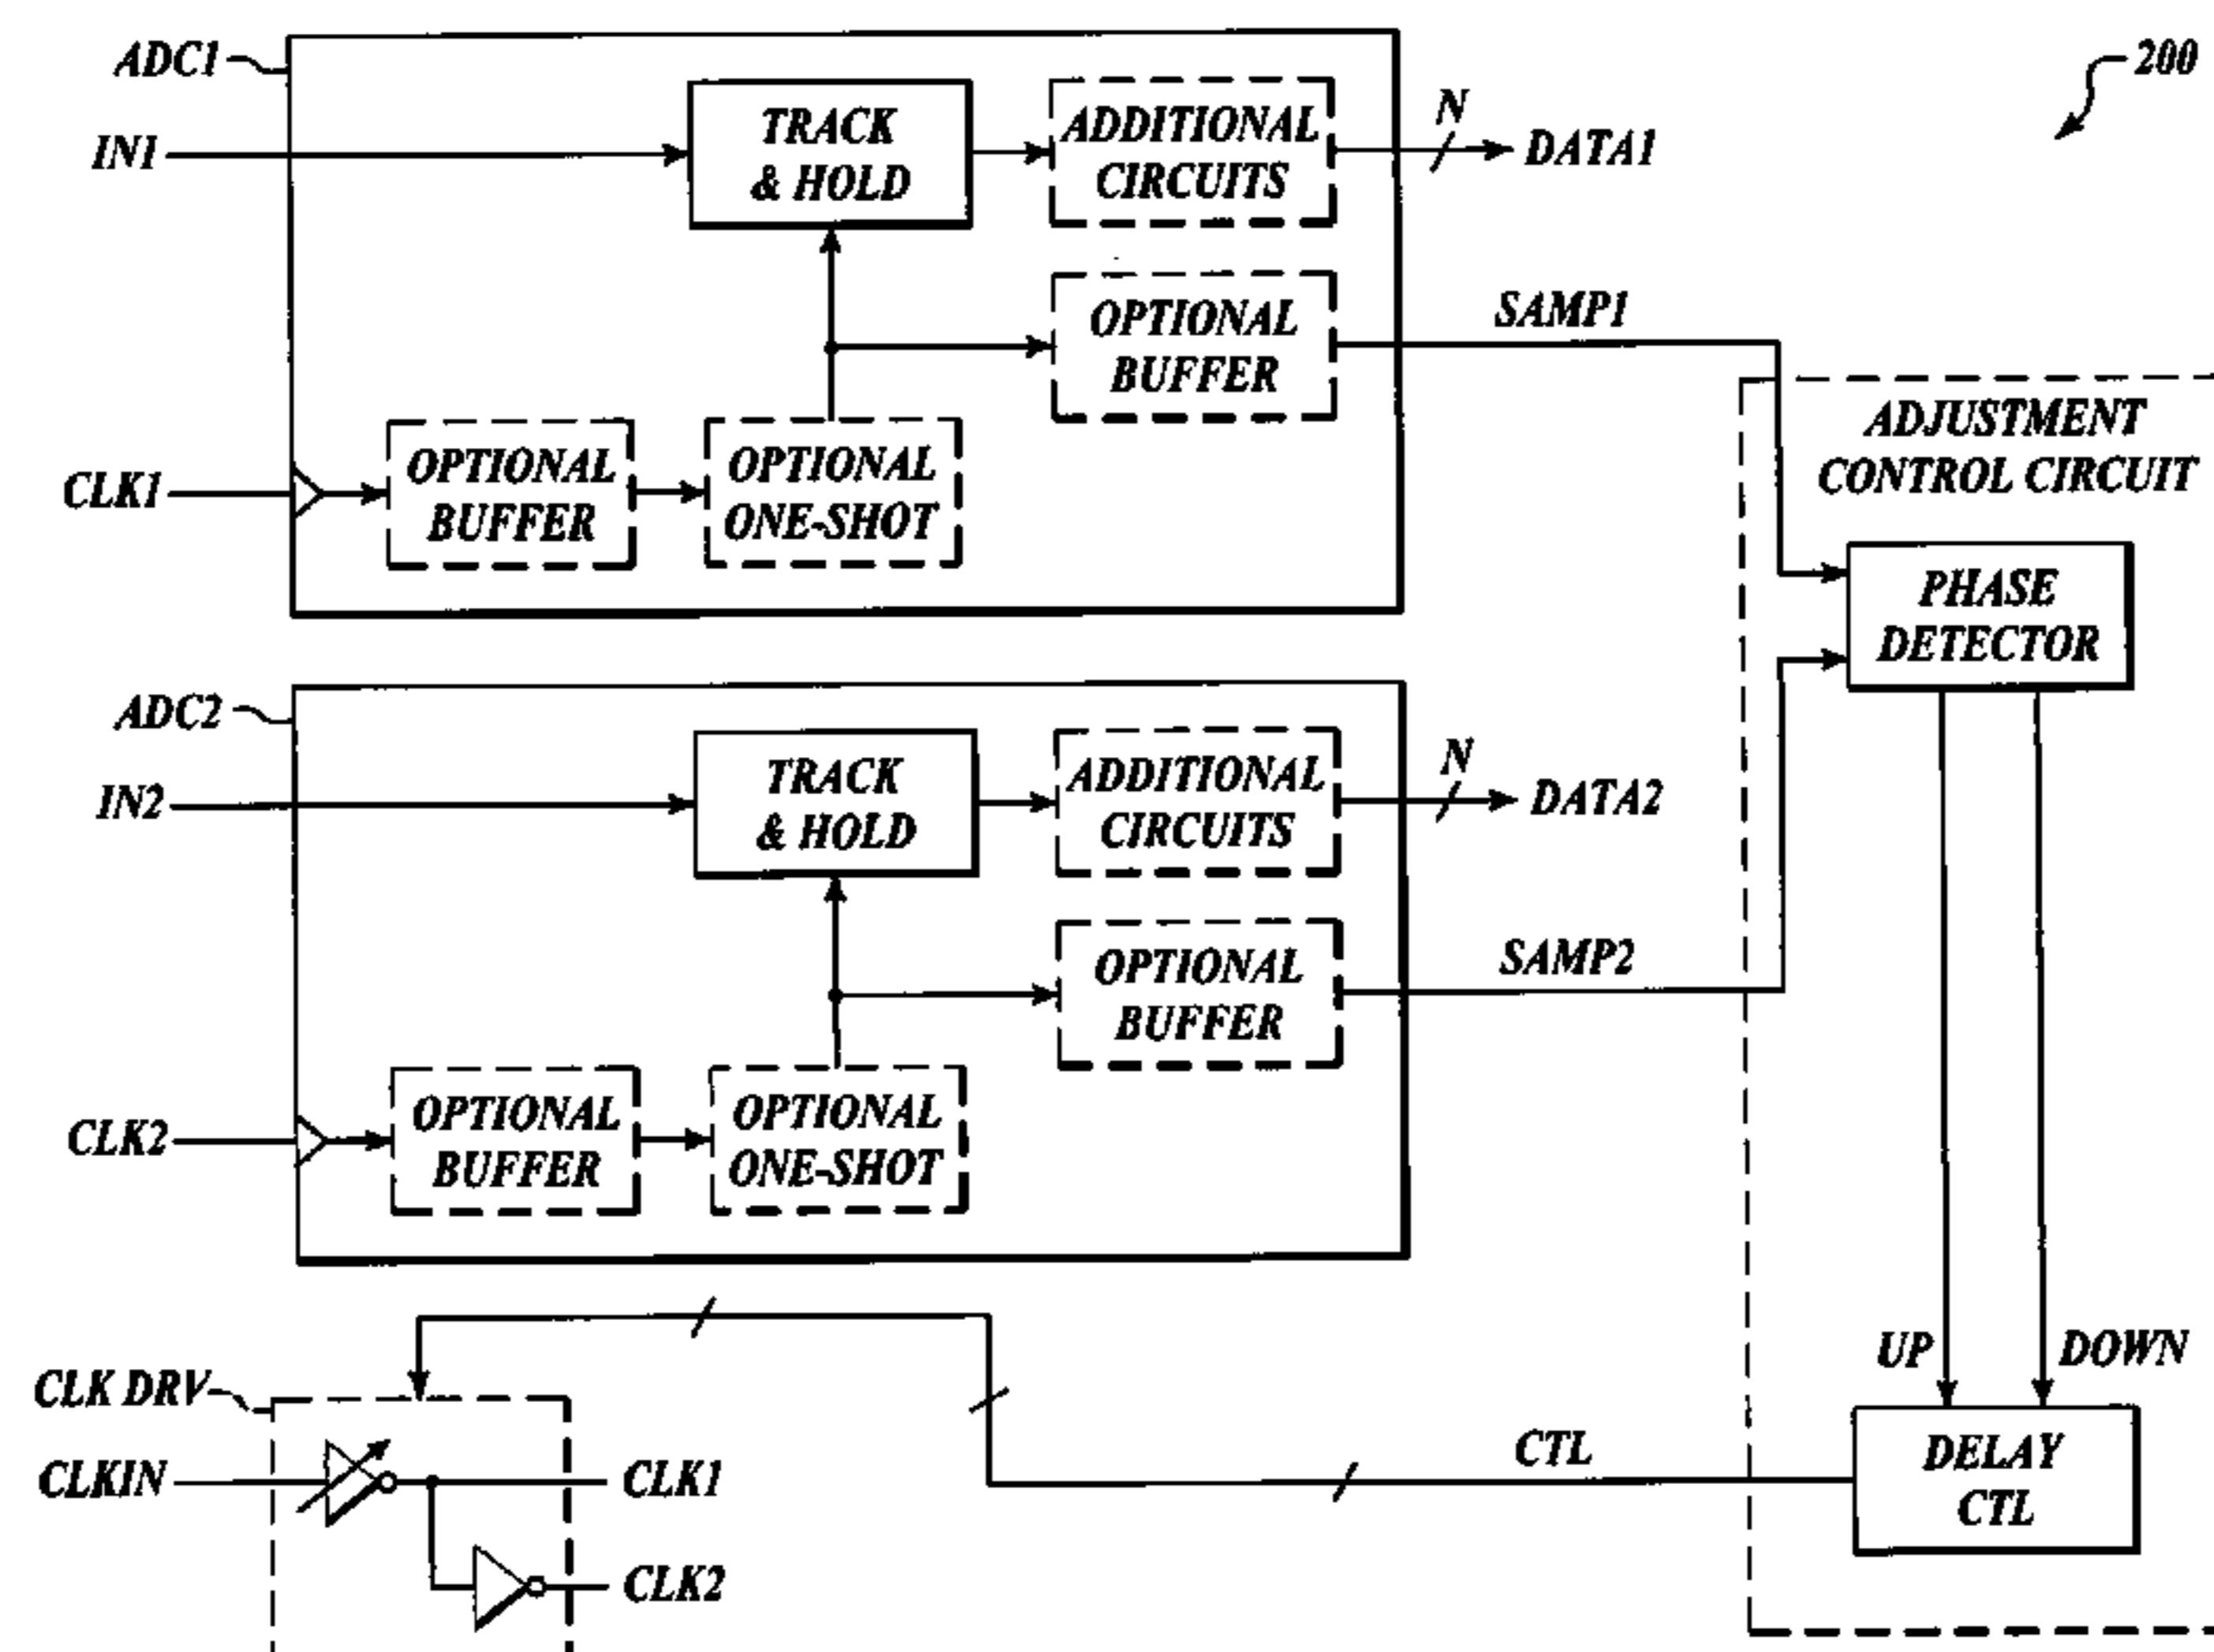 ADC1
200
IN1
TRACK
& HOLD
ADDITIONAL
CIRCUITS
N
DATA1
OPTIONAL
BUFFER
SAMP1
ADJUSTMENT
CONTROL CIRCUIT
CLK1
OPTIONAL
BUFFER
OPTIONAL
ONE-SHOT
PHASE
DETECTOR
ADC2
IN2
TRACK
& HOLD
ADDITIONAL
CIRCUITS
N
DATA2
OPTIONAL
BUFFER
SAMP2
CLK2
OPTIONAL
BUFFER
OPTIONAL
ONE-SHOT
UP
DOWN
CLK DRV
CLKIN
CLK1
CLK2
CTL
DELAY
CTL